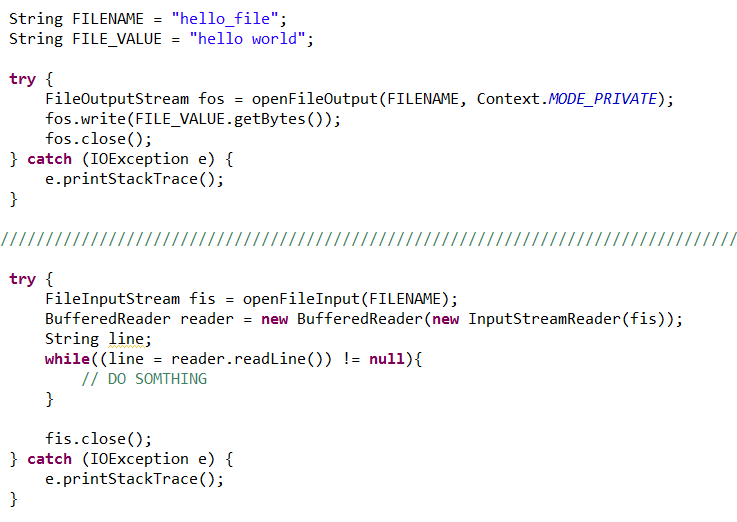 String FILENAME = "hello_file";
String FILE_VALUE = "hello world";
try {
FileOutputStream fos = openFileOutput(FILENAME, Context.MODE_PRIVATE);
fos.write(FILE_VALUE.getBytes());
fos.close();
} catch (IOException e) {
e.printStackTrace();
}
//////////////////////////////////////////////////////////////////////////////////
try {
FileInputStream fis = openFileInput(FILENAME);
BufferedReader reader = new BufferedReader(new InputStreamReader(fis));
String line;
while((line = reader.readLine()) != null){
// DO SOMTHING
}
fis.close();
} catch (IOException e) {
e.printStackTrace();
}